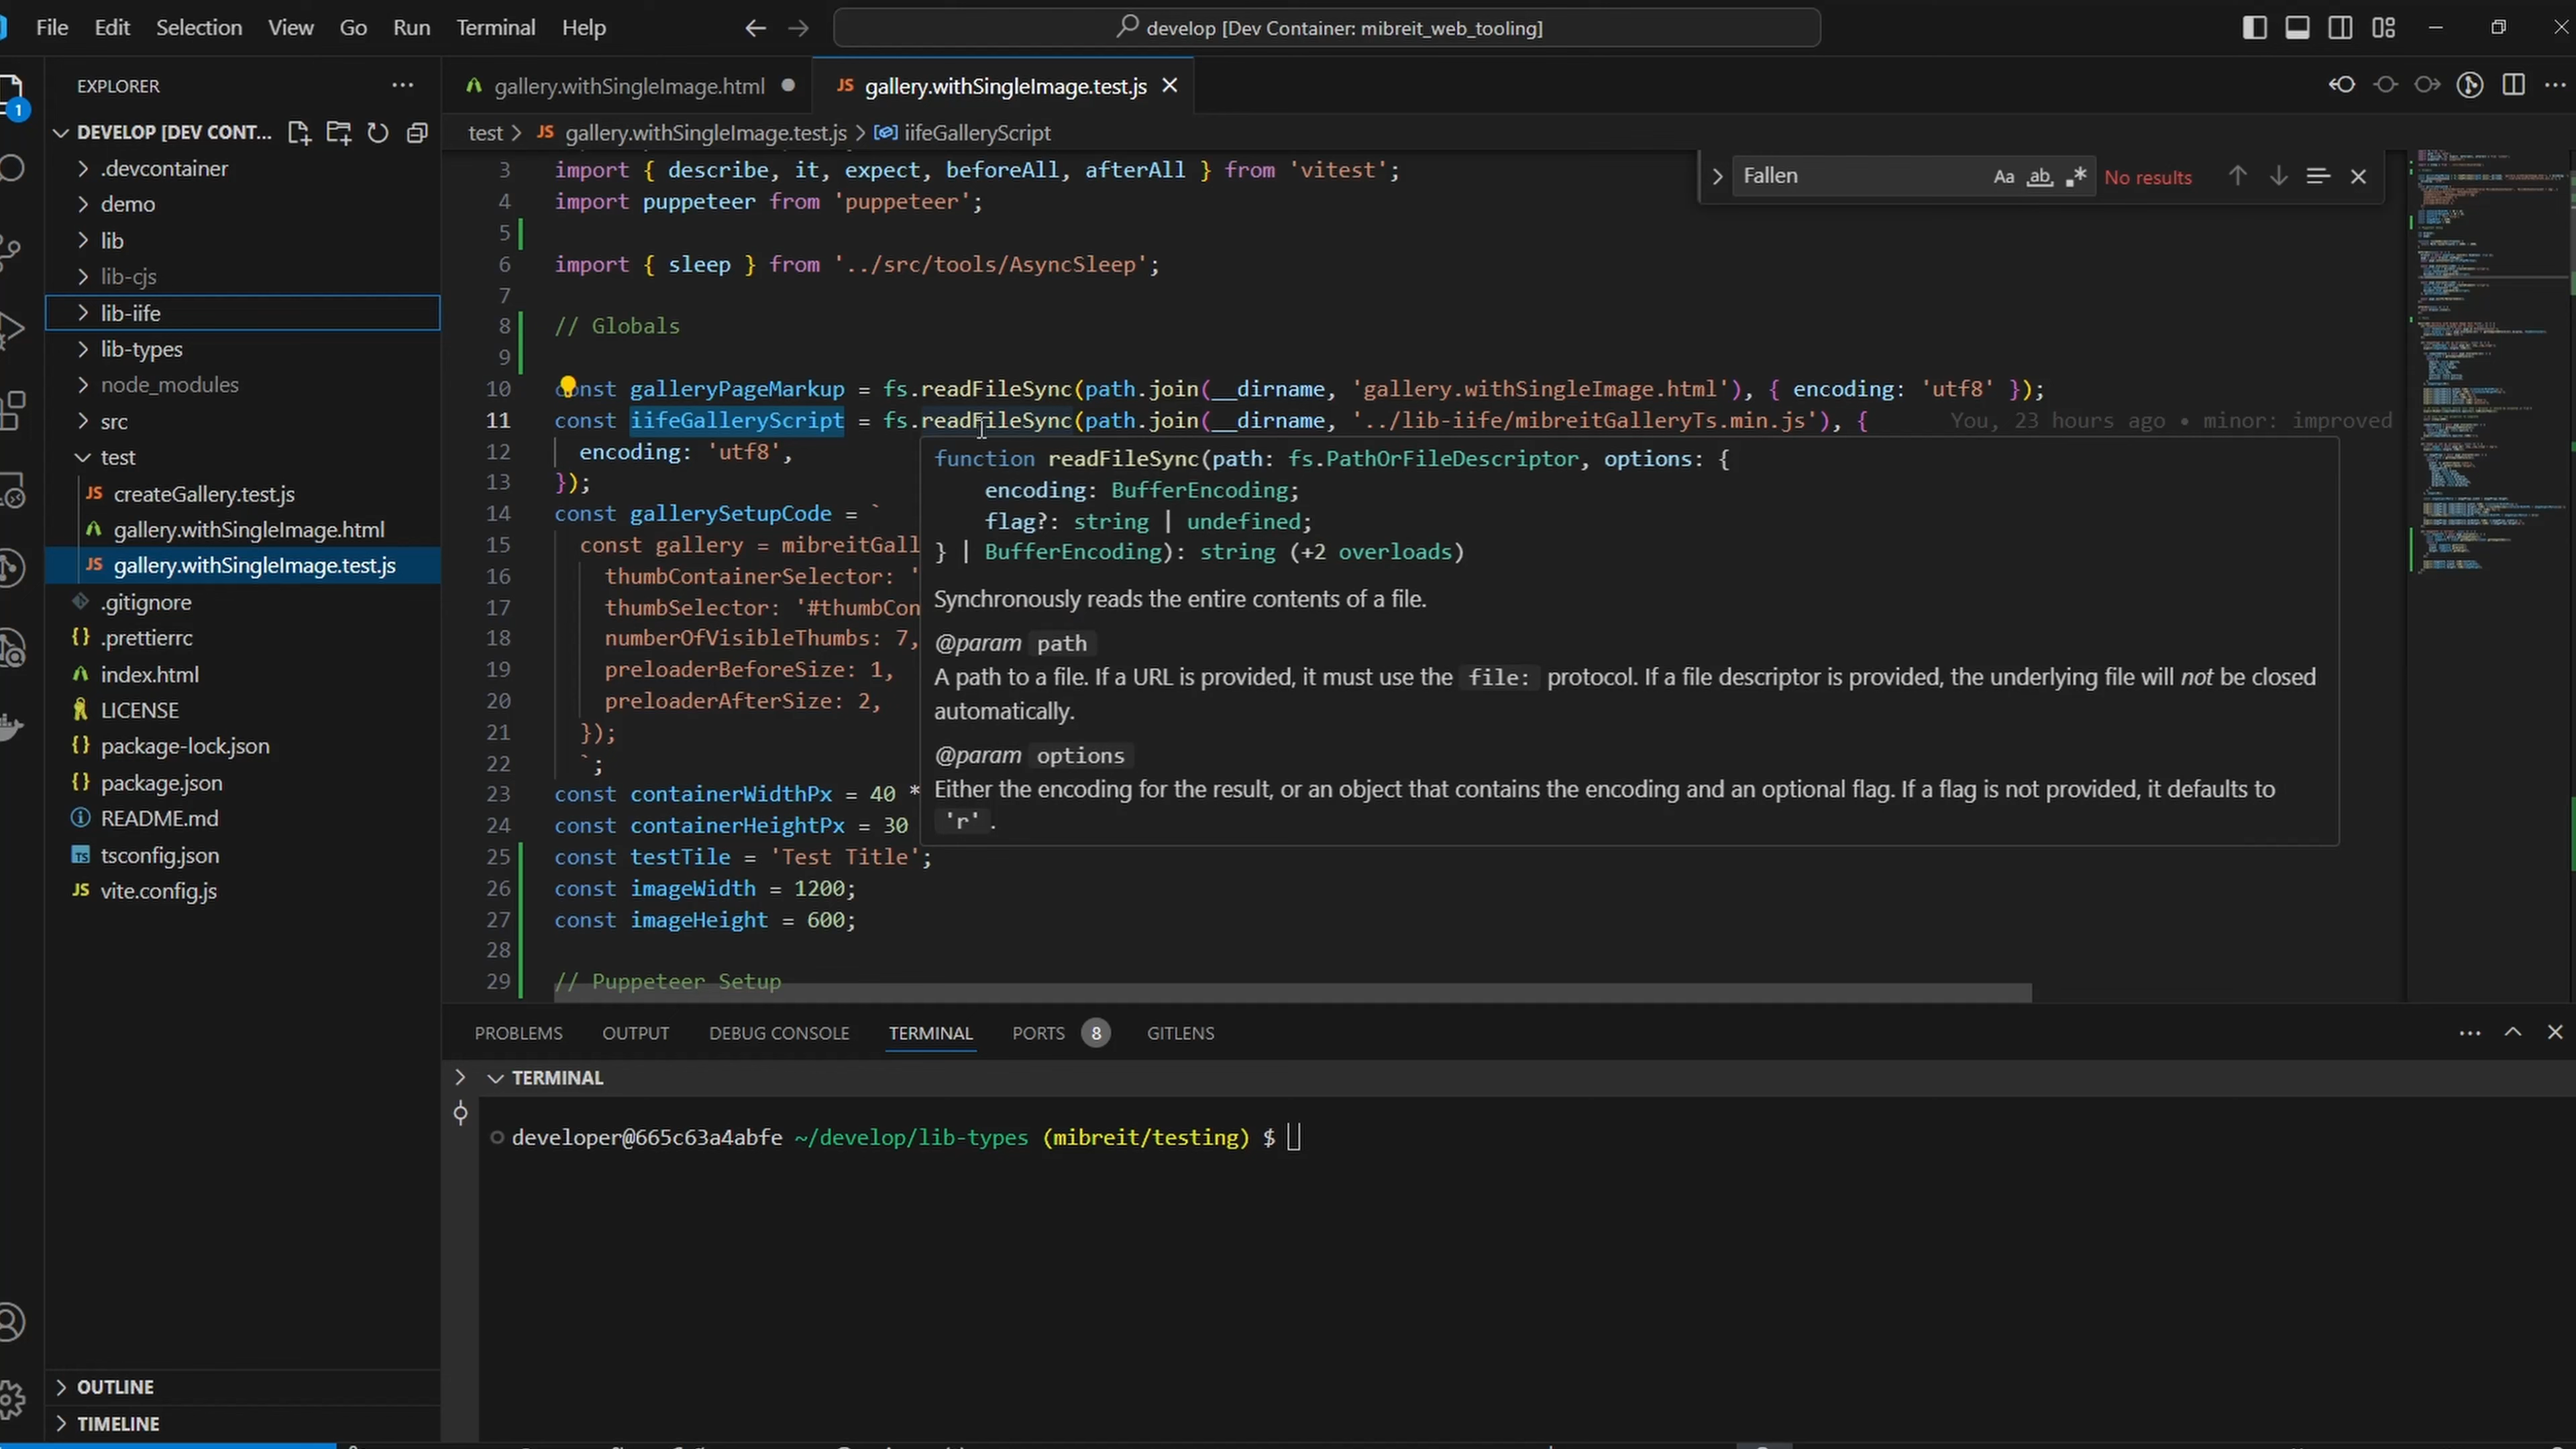 File Edit Selection View Go Run Terminal Help
develop [Dev Container: mibreit_web_tooling]
EXPLORER
gallery.withSingleImage.html
JS gallery.withSingleImage.test.js
1
DEVELOP [DEV CONT...
.devcontainer
demo
lib
lib-cjs
lib-iife
lib-types
node_modules
src
test
JS createGallery.test.js
gallery.withSingleImage.html
JS gallery.withSingleImage.test.js
.gitignore
{} .prettierrc
index.html
LICENSE
{} package-lock.json
{} package.json
README.md
TS tsconfig.json
JS vite.config.js
OUTLINE
TIMELINE
test > JS gallery.withSingleImage.test.js > iifeGalleryScript
Fallen Aa ab .* No results
3 import { describe, it, expect, beforeAll, afterAll } from 'vitest';
4 import puppeteer from 'puppeteer';
5
6 import { sleep } from '../src/tools/AsyncSleep';
7
8 // Globals
9
10 const galleryPageMarkup = fs.readFileSync(path.join(__dirname, 'gallery.withSingleImage.html'), { encoding: 'utf8' });
11 const iifeGalleryScript = fs.readFileSync(path.join(__dirname, '../lib-iife/mibreitGalleryTs.min.js'), { You, 23 hours ago • minor: improved
12 encoding: 'utf8',
13 });
14 const gallerySetupCode = `
15 const gallery = mibreitGall
16 thumbContainerSelector: '
17 thumbSelector: '#thumbCon
18 numberOfVisibleThumbs: 7,
19 preloaderBeforeSize: 1,
20 preloaderAfterSize: 2,
21 });
22 `;
23 const containerWidthPx = 40 *
24 const containerHeightPx = 30
25 const testTile = 'Test Title';
26 const imageWidth = 1200;
27 const imageHeight = 600;
28
29 // Puppeteer Setup
function readFileSync(path: fs.PathOrFileDescriptor, options: {
encoding: BufferEncoding;
flag?: string | undefined;
} | BufferEncoding): string (+2 overloads)
Synchronously reads the entire contents of a file.
@param path
A path to a file. If a URL is provided, it must use the file: protocol. If a file descriptor is provided, the underlying file will not be closed
automatically.
@param options
Either the encoding for the result, or an object that contains the encoding and an optional flag. If a flag is not provided, it defaults to
'r' .
PROBLEMS OUTPUT DEBUG CONSOLE TERMINAL PORTS 8 GITLENS
TERMINAL
developer@665c63a4abfe ~/develop/lib-types (mibreit/testing) $